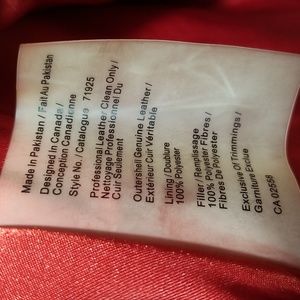 Made In Pakistan / Fait Au Pakistan
Designed In Canada /
Conception Canadienne
Style No. / Catalogue 71925
Professional Leather Clean Only /
Nettoyage Professionnel Du
Cuir Seulement
Outershell Genuine Leather /
Extérieur Cuir Véritable
Lining / Doublure
100% Polyester
Filler / Remplissage
100% Polyester Fibres /
Fibres De Polyester
Exclusive Of Trimmings /
Garniture Exclue
CA 02556